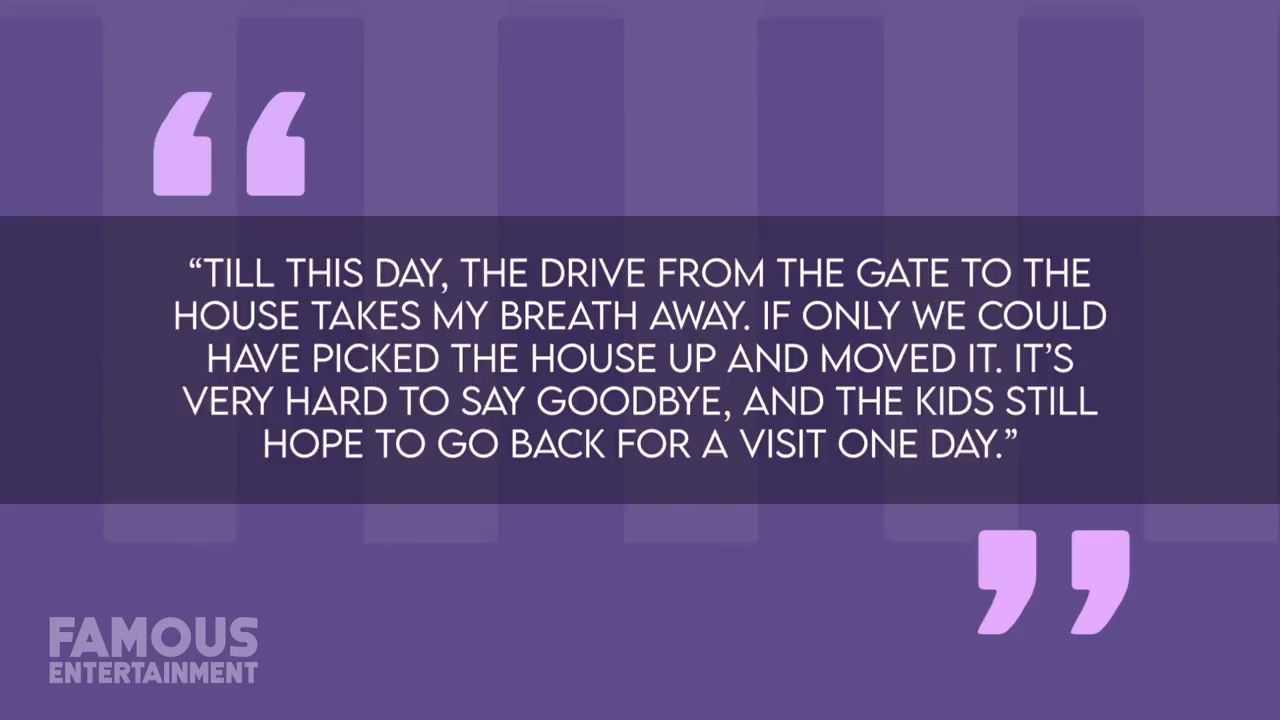 “TILL THIS DAY, THE DRIVE FROM THE GATE TO THE
HOUSE TAKES MY BREATH AWAY. IF ONLY WE COULD
HAVE PICKED THE HOUSE UP AND MOVED IT. IT’S
VERY HARD TO SAY GOODBYE, AND THE KIDS STILL
HOPE TO GO BACK FOR A VISIT ONE DAY.”
FAMOUS
ENTERTAINMENT